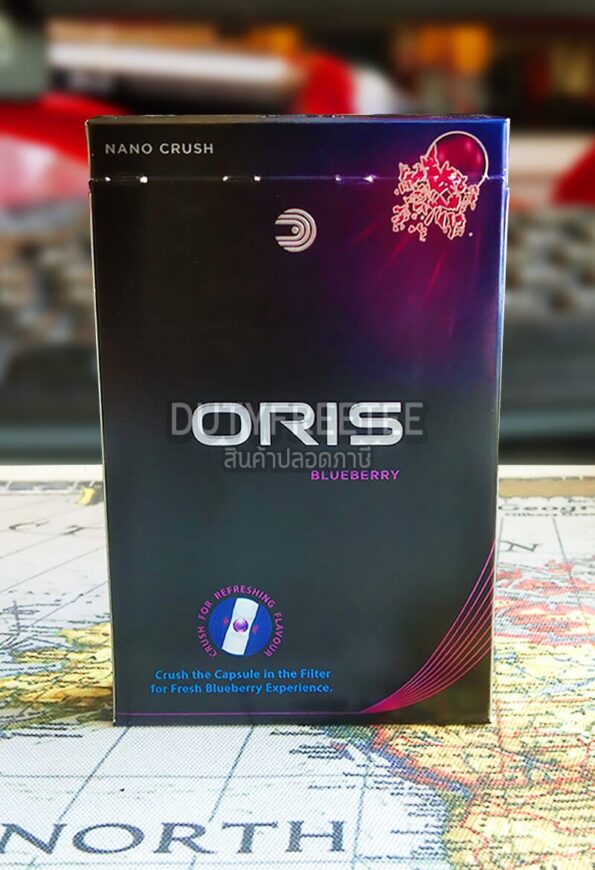 NANO CRUSH
DUTYFREETEE
ORIS
สินค้าปลอดภาษี
BLUEBERRY
CRUSH FOR REFRESHING FLAVOUR
Crush the Capsule in the Filter
for Fresh Blueberry Experience.
NORTH